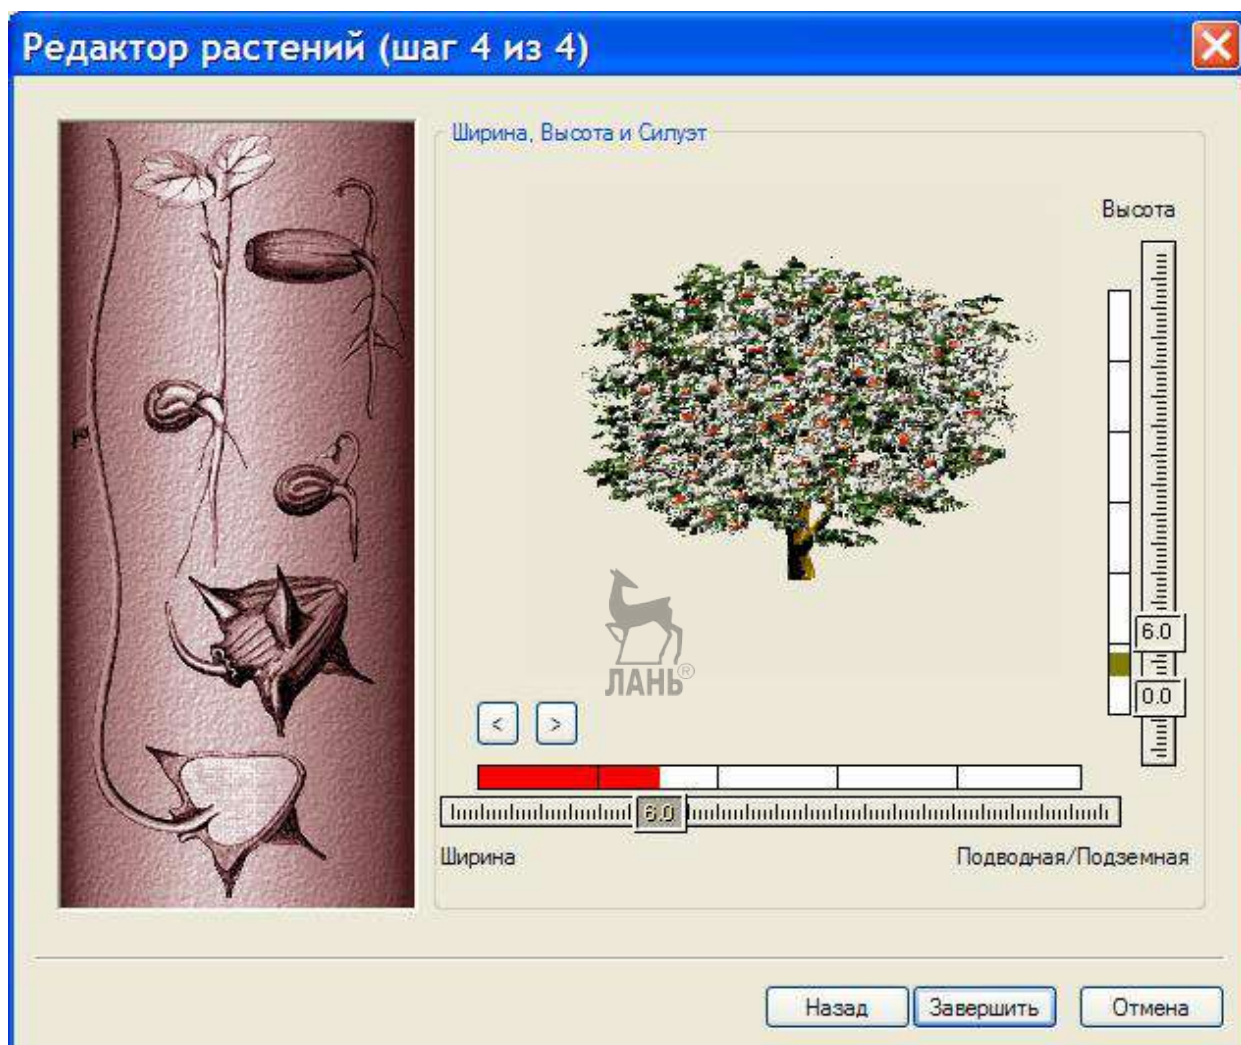 Редактор растений (шаг 4 из 4)
Ширина, Высота и Силуэт
Высота
6.0
0.0
ЛАНЬ®
< >
6.0
Ширина Подводная/Подземная
Назад Завершить Отмена